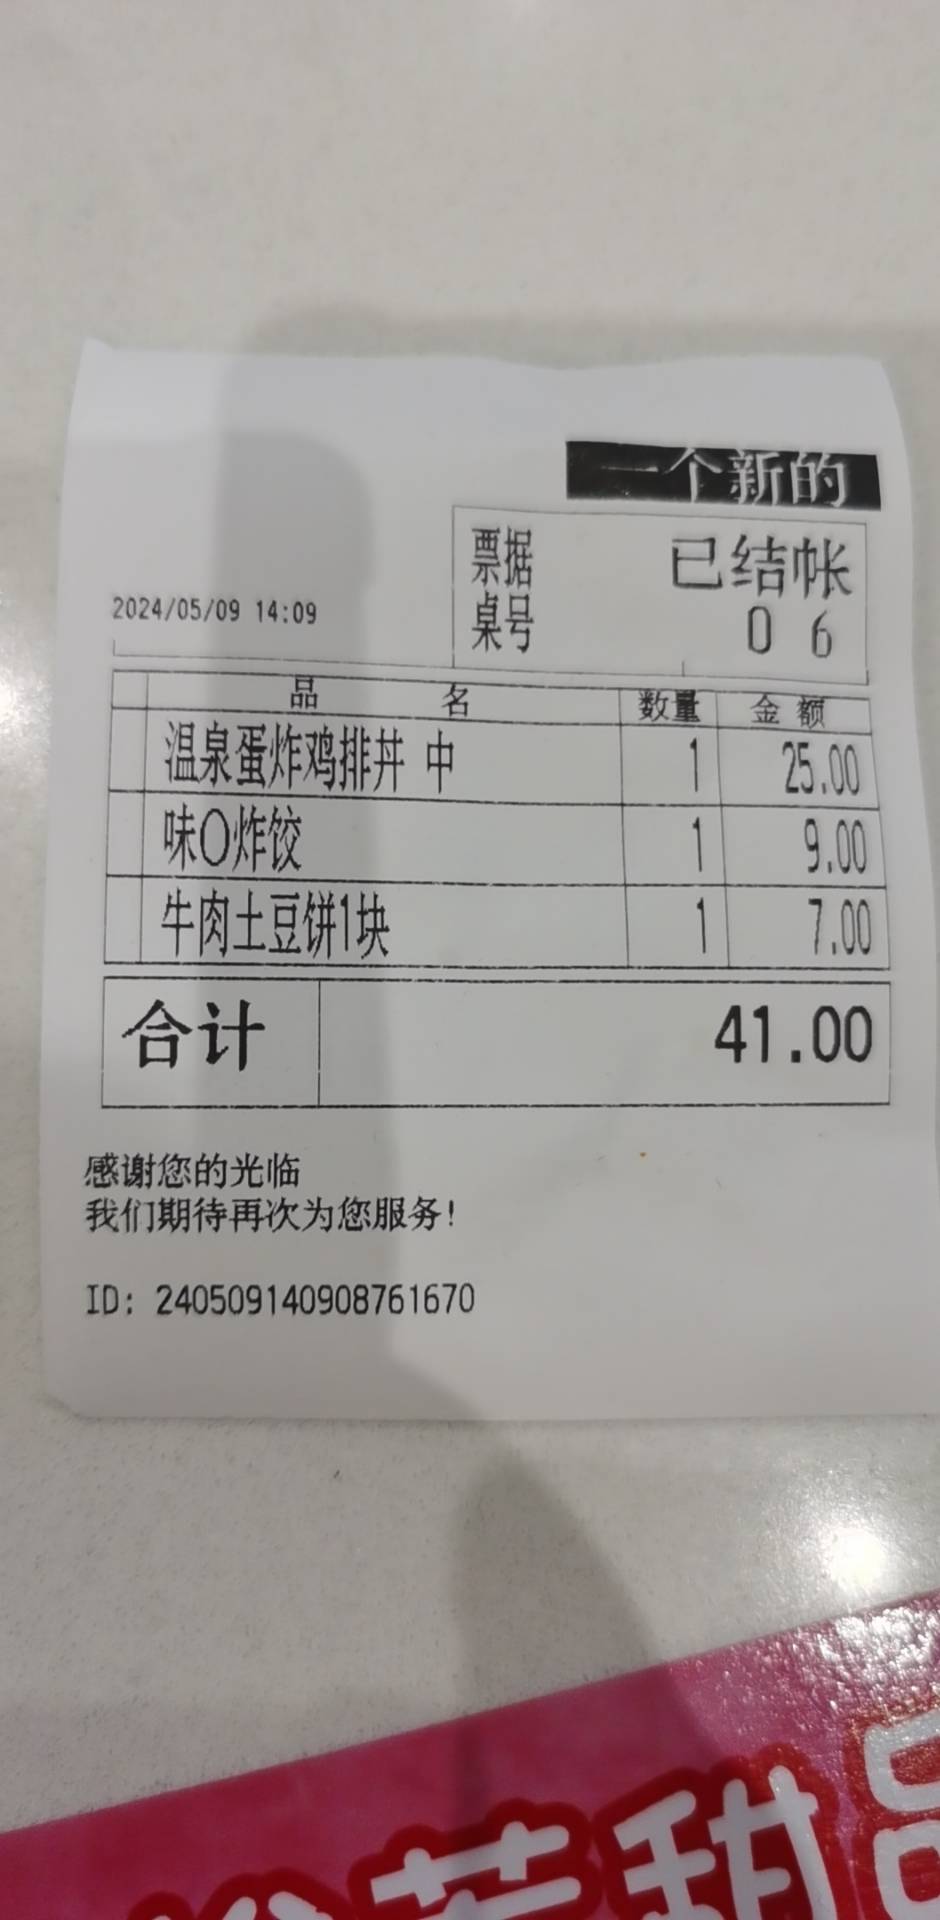 一个新的
票据 已结帐
桌号 06
2024/05/09 14:09
品名 数量 金额
温泉蛋炸鸡排丼 中 1 25.00
味〇炸饺 1 9.00
牛肉土豆饼1块 1 7.00
合计 41.00
感谢您的光临
我们期待再次为您服务!
ID: 240509140908761670
甜品